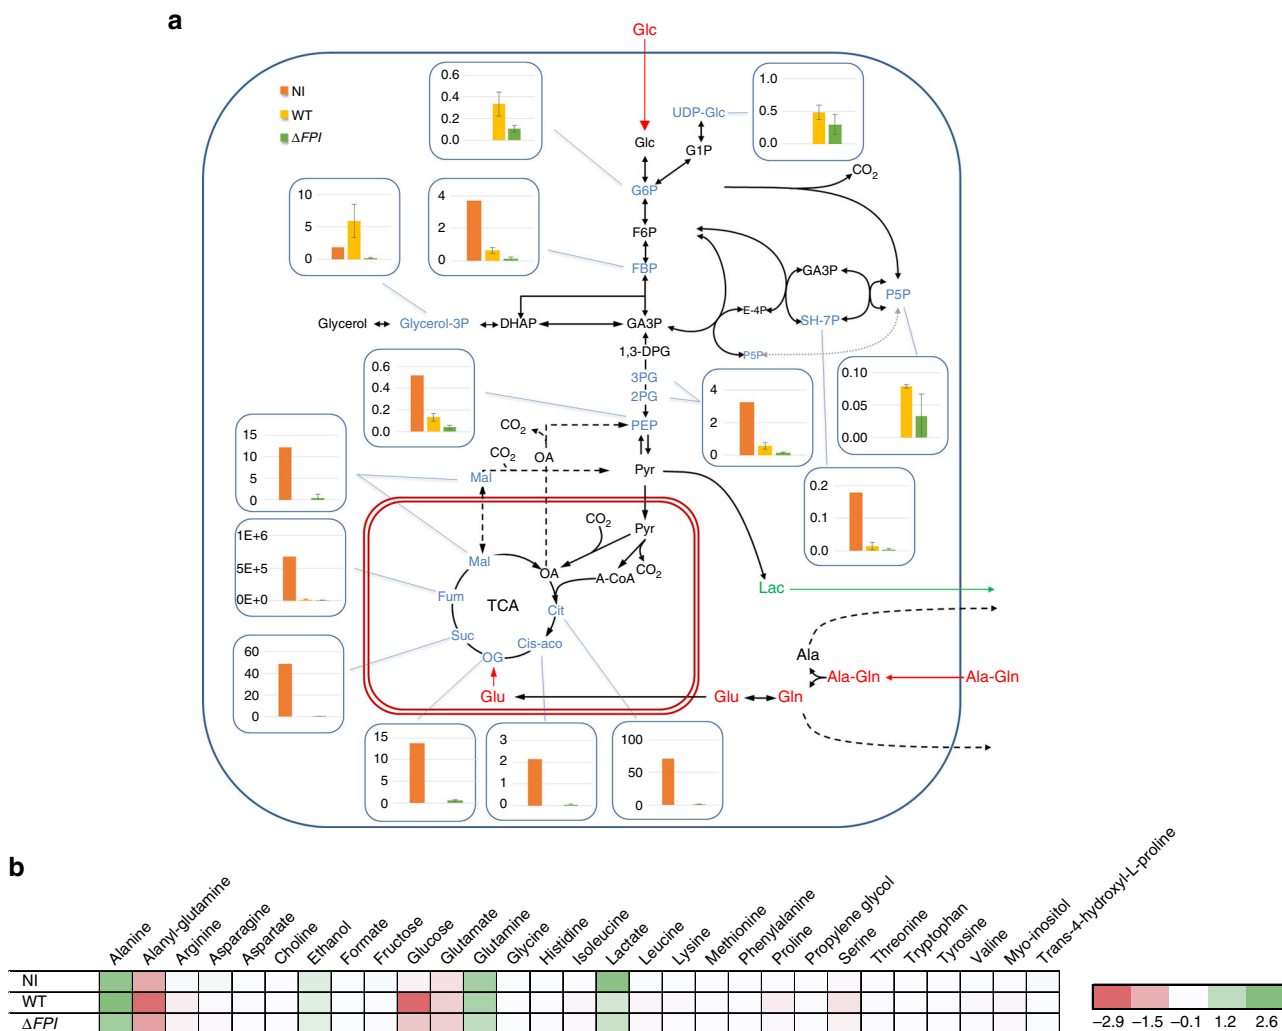 a
Glc
NI
WT
ΔFPI
0.6
0.4
0.2
0.0
1.0
0.5
0.0
UDP-Glc
Glc
G1P
CO2
G6P
10
5
0
4
2
0
F6P
FBP
GA3P
P5P
E-4P
SH-7P
Glycerol
Glycerol-3P
DHAP
GA3P
1,3-DPG
P5P
0.6
0.4
0.2
0.0
3PG
2PG
PEP
4
2
0
0.10
0.05
0.00
15
10
5
0
CO2
OA
CO2
Mal
Pyr
0.2
0.1
0.0
1E+6
5E+5
0E+0
CO2
Pyr
Mal
OA
A-CoA
CO2
Lac
Fum
TCA
Cit
Suc
Cis-aco
OG
60
40
20
0
Ala
Ala-Gln
Ala-Gln
Glu
Glu
Gln
15
10
5
0
3
2
1
0
100
50
0
b
Alanine
Alanyl-glutamine
Arginine
Asparagine
Aspartate
Choline
Ethanol
Formate
Fructose
Glucose
Glutamate
Glutamine
Glycine
Histidine
Isoleucine
Lactate
Leucine
Lysine
Methionine
Phenylalanine
Proline
Propylene glycol
Serine
Threonine
Tryptophan
Tyrosine
Valine
Myo-inositol
Trans-4-hydroxyl-L-proline
NI
WT
ΔFPI
−2.9 −1.5 −0.1 1.2 2.6